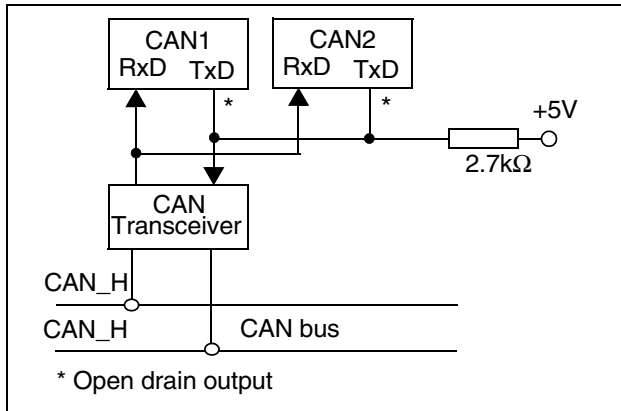 CAN1
RxD TxD
CAN2
RxD TxD
*
*
+5V
2.7kΩ
CAN
Transceiver
CAN_H
CAN_H
CAN bus
* Open drain output